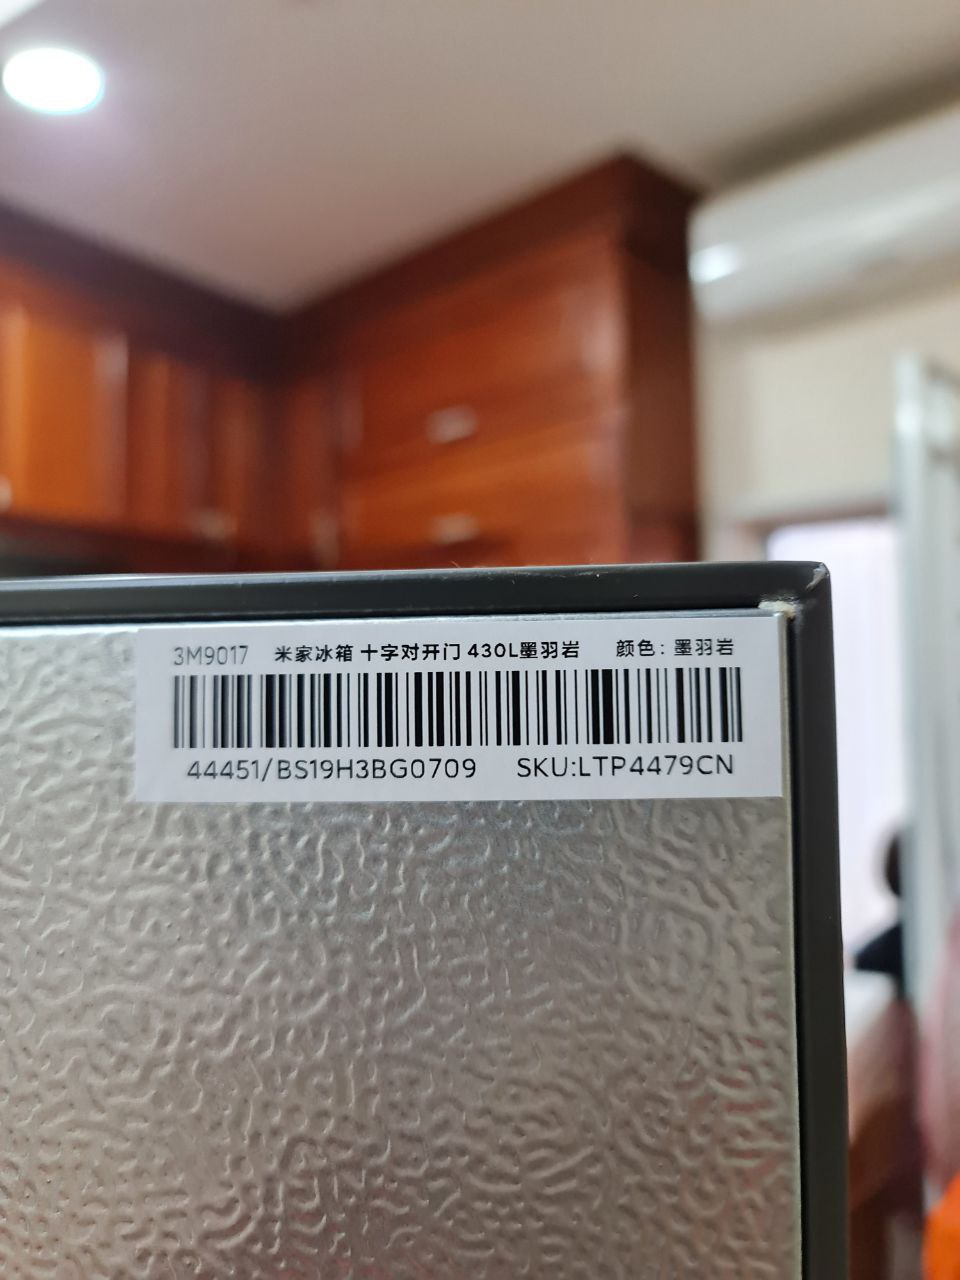 3M9017 米家冰箱 十字对开门 430L墨羽岩 颜色：墨羽岩
44451/BS19H3BG0709 SKU:LTP4479CN